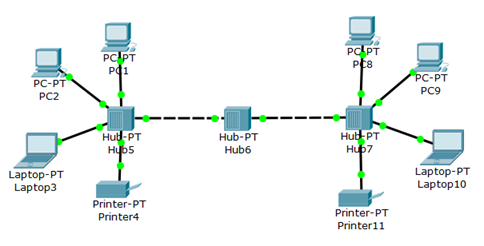 PC-PT
PC1
PC-PT
PC8
PC-PT
PC2
PC-PT
PC9
Hub-PT
Hub5
Hub-PT
Hub6
Hub-PT
Hub7
Laptop-PT
Laptop3
Laptop-PT
Laptop10
Printer-PT
Printer4
Printer-PT
Printer11